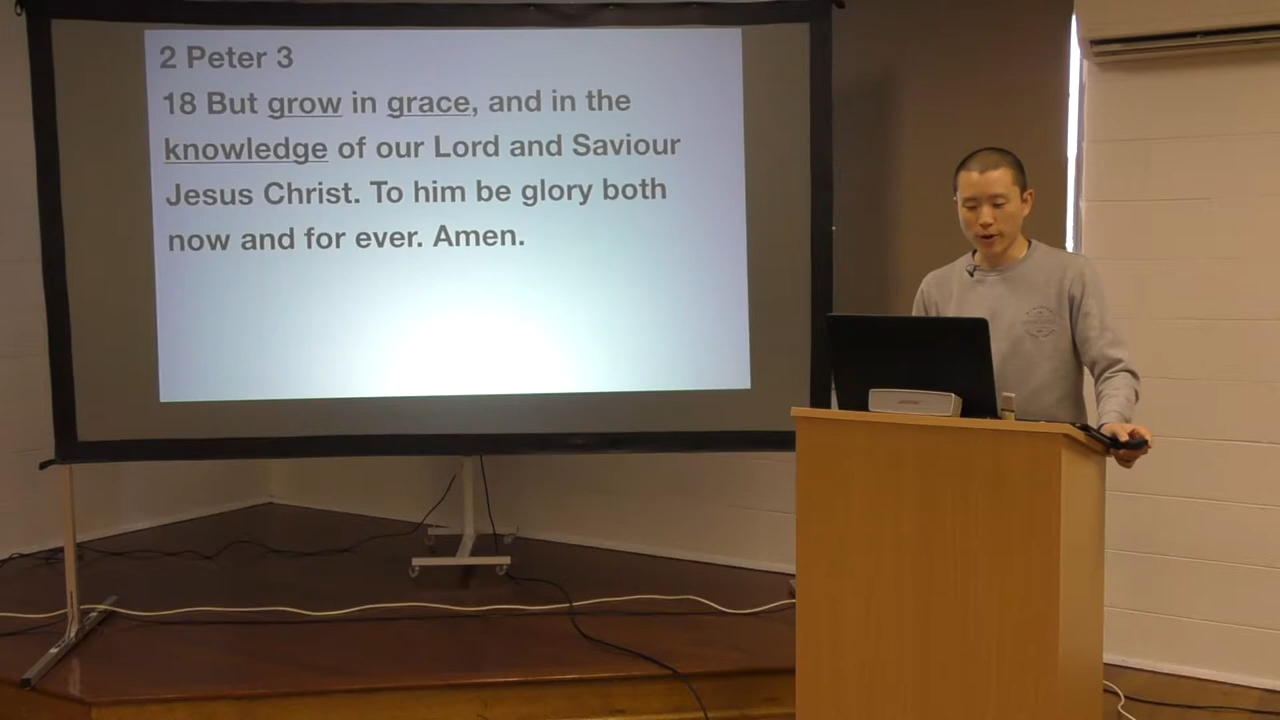 2 Peter 3
18 But grow in grace, and in the
knowledge of our Lord and Saviour
Jesus Christ. To him be glory both
now and for ever. Amen.